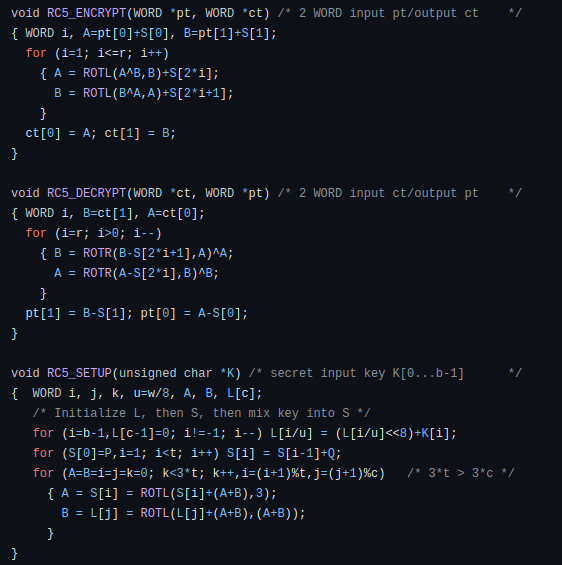 void RC5_ENCRYPT(WORD *pt, WORD *ct) /* 2 WORD input pt/output ct    */
{ WORD i, A=pt[0]+S[0], B=pt[1]+S[1];
  for (i=1; i<=r; i++)
    { A = ROTL(A^B,B)+S[2*i];
      B = ROTL(B^A,A)+S[2*i+1];
    }
  ct[0] = A; ct[1] = B;
}

void RC5_DECRYPT(WORD *ct, WORD *pt) /* 2 WORD input ct/output pt    */
{ WORD i, B=ct[1], A=ct[0];
  for (i=r; i>0; i--)
    { B = ROTR(B-S[2*i+1],A)^A;
      A = ROTR(A-S[2*i],B)^B;
    }
  pt[1] = B-S[1]; pt[0] = A-S[0];
}

void RC5_SETUP(unsigned char *K) /* secret input key K[0...b-1]      */
{  WORD i, j, k, u=w/8, A, B, L[c];
   /* Initialize L, then S, then mix key into S */
   for (i=b-1,L[c-1]=0; i!=-1; i--) L[i/u] = (L[i/u]<<8)+K[i];
   for (S[0]=P,i=1; i<t; i++) S[i] = S[i-1]+Q;
   for (A=B=i=j=k=0; k<3*t; k++,i=(i+1)%t,j=(j+1)%c)   /* 3*t > 3*c */
     { A = S[i] = ROTL(S[i]+(A+B),3);
       B = L[j] = ROTL(L[j]+(A+B),(A+B));
     }
}